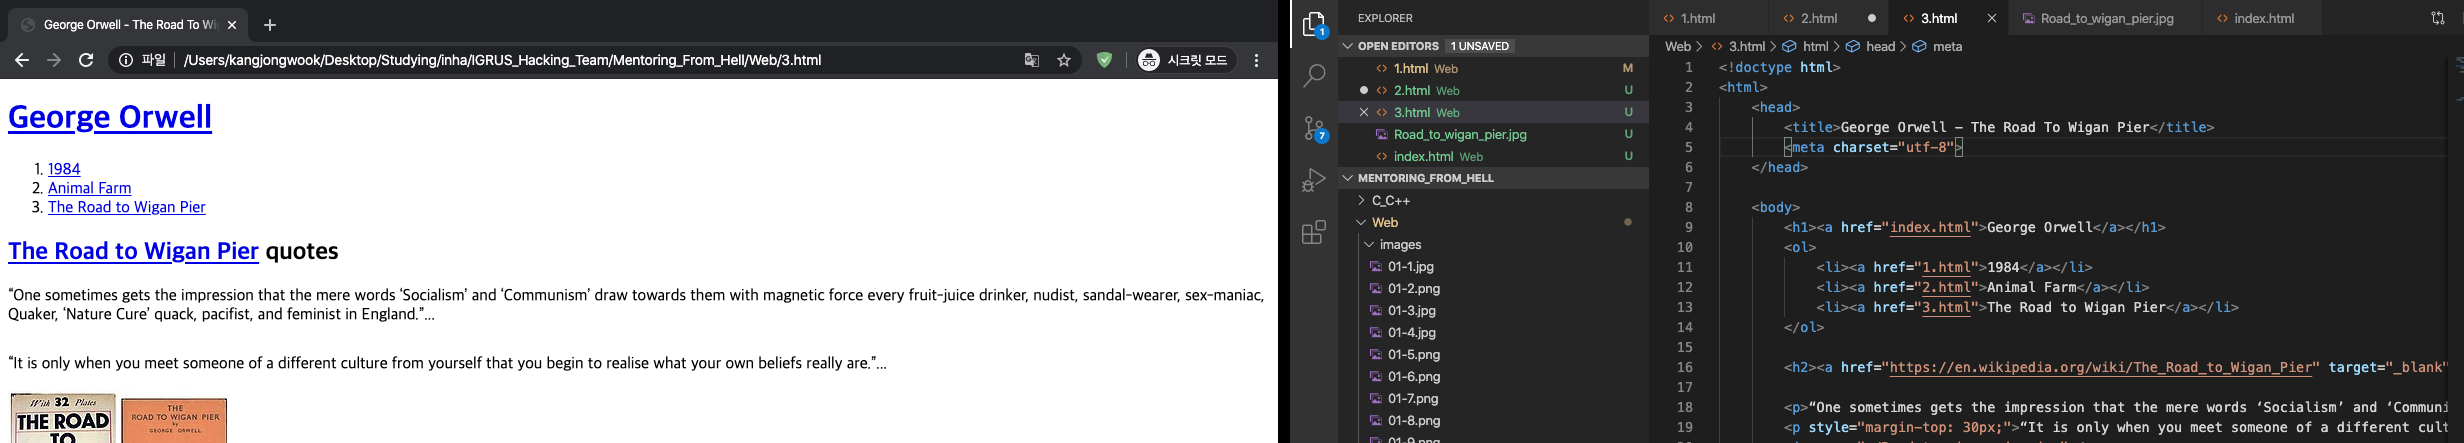 George Orwell - The Road To Wi
파일 /Users/kangjongwook/Desktop/Studying/inha/IGRUS_Hacking_Team/Mentoring_From_Hell/Web/3.html 시크릿 모드
George Orwell
1. 1984
2. Animal Farm
3. The Road to Wigan Pier
The Road to Wigan Pier quotes
“One sometimes gets the impression that the mere words ‘Socialism’ and ‘Communism’ draw towards them with magnetic force every fruit-juice drinker, nudist, sandal-wearer, sex-maniac,
Quaker, ‘Nature Cure’ quack, pacifist, and feminist in England.”...
“It is only when you meet someone of a different culture from yourself that you begin to realise what your own beliefs really are.”...
With 32 Plates
THE ROAD
TO
THE
ROAD TO WIGAN PIER
by
GEORGE ORWELL
1
7
EXPLORER
OPEN EDITORS 1 UNSAVED
1.html Web M
2.html Web U
3.html Web U
Road_to_wigan_pier.jpg U
index.html Web U
MENTORING_FROM_HELL
C_C++
Web
images
01-1.jpg
01-2.png
01-3.jpg
01-4.jpg
01-5.png
01-6.png
01-7.png
01-8.png
01-9.png
1.html 2.html 3.html Road_to_wigan_pier.jpg index.html
Web 3.html html head meta
1 <!doctype html>
2 <html>
3 <head>
4 <title>George Orwell – The Road To Wigan Pier</title>
5 <meta charset="utf-8">
6 </head>
7
8 <body>
9 <h1><a href="index.html">George Orwell</a></h1>
10 <ol>
11 <li><a href="1.html">1984</a></li>
12 <li><a href="2.html">Animal Farm</a></li>
13 <li><a href="3.html">The Road to Wigan Pier</a></li>
14 </ol>
15
16 <h2><a href="https://en.wikipedia.org/wiki/The_Road_to_Wigan_Pier" target="_blank"
17
18 <p>“One sometimes gets the impression that the mere words ‘Socialism’ and ‘Communi
19 <p style="margin-top: 30px;">“It is only when you meet someone of a different cult